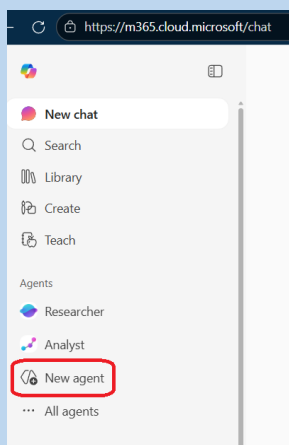 https://m365.cloud.microsoft/chat
New chat
Search
Library
Create
Teach
Agents
Researcher
Analyst
New agent
All agents